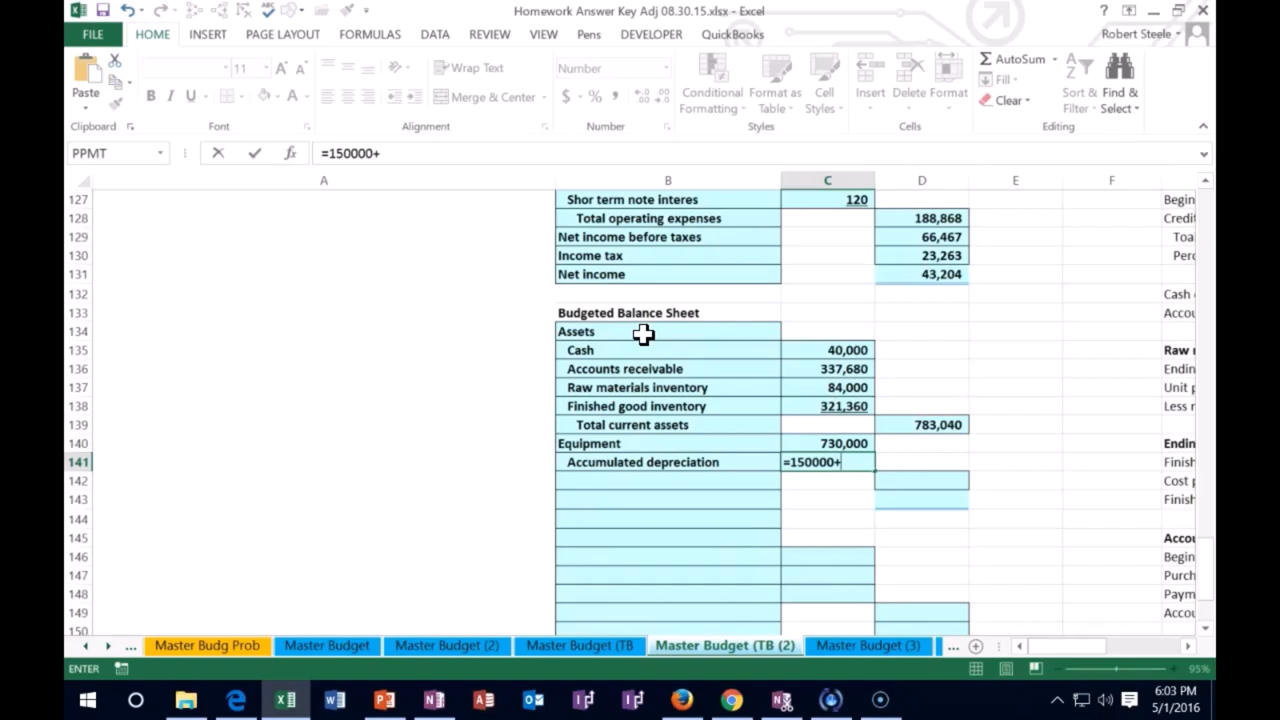 Homework Answer Key Adj 08.30.15.xlsx - Excel
?
FILE HOME INSERT PAGE LAYOUT FORMULAS DATA REVIEW VIEW Pens DEVELOPER QuickBooks Robert Steele
Paste
11
Wrap Text
Merge & Center
Number
Conditional Formatting
Format as Table
Cell Styles
Insert
Delete
Format
AutoSum
Fill
Clear
Sort & Filter
Find & Select
Clipboard Font Alignment Number Styles Cells Editing
PPMT =150000+
A B C D E F
127 Shor term note interes 120 Begin
128 Total operating expenses 188,868 Credit
129 Net income before taxes 66,467 Toa
130 Income tax 23,263 Perc
131 Net income 43,204
132 Cash
133 Budgeted Balance Sheet Accou
134 Assets
135 Cash 40,000 Raw
136 Accounts receivable 337,680 Endin
137 Raw materials inventory 84,000 Unit p
138 Finished good inventory 321,360 Less r
139 Total current assets 783,040
140 Equipment 730,000 Endin
141 Accumulated depreciation =150000+ Finish
142 Cost p
143 Finish
144
145 Accou
146 Begin
147 Purch
148 Paym
149 Accou
150
... Master Budg Prob Master Budget Master Budget (2) Master Budget (TB Master Budget (TB (2) Master Budget (3) ...
ENTER 95%
6:03 PM
5/1/2016